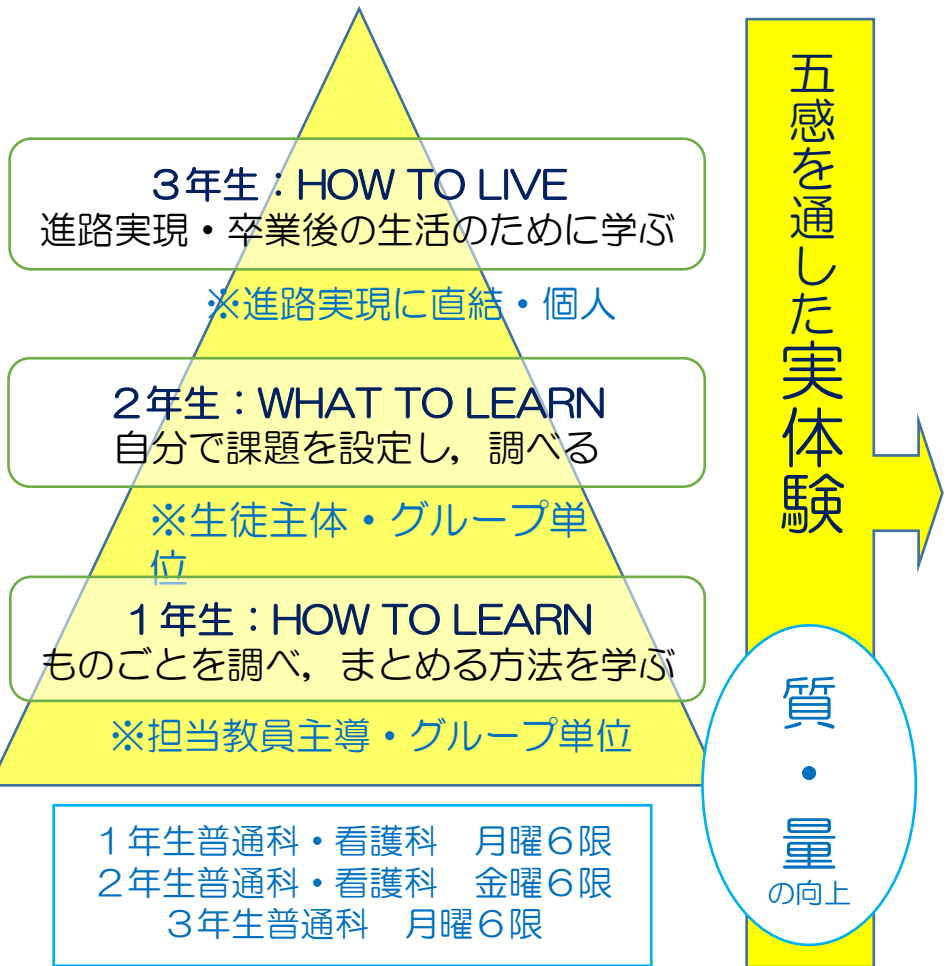 ３年生：HOW TO LIVE
進路実現・卒業後の生活のために学ぶ
※進路実現に直結・個人
２年生：WHAT TO LEARN
自分で課題を設定し，調べる
※生徒主体・グループ単
位
１年生：HOW TO LEARN
ものごとを調べ，まとめる方法を学ぶ
※担当教員主導・グループ単位
１年生普通科・看護科　月曜６限
２年生普通科・看護科　金曜６限
３年生普通科　月曜６限
五感を通した実体験
質・量
の向上